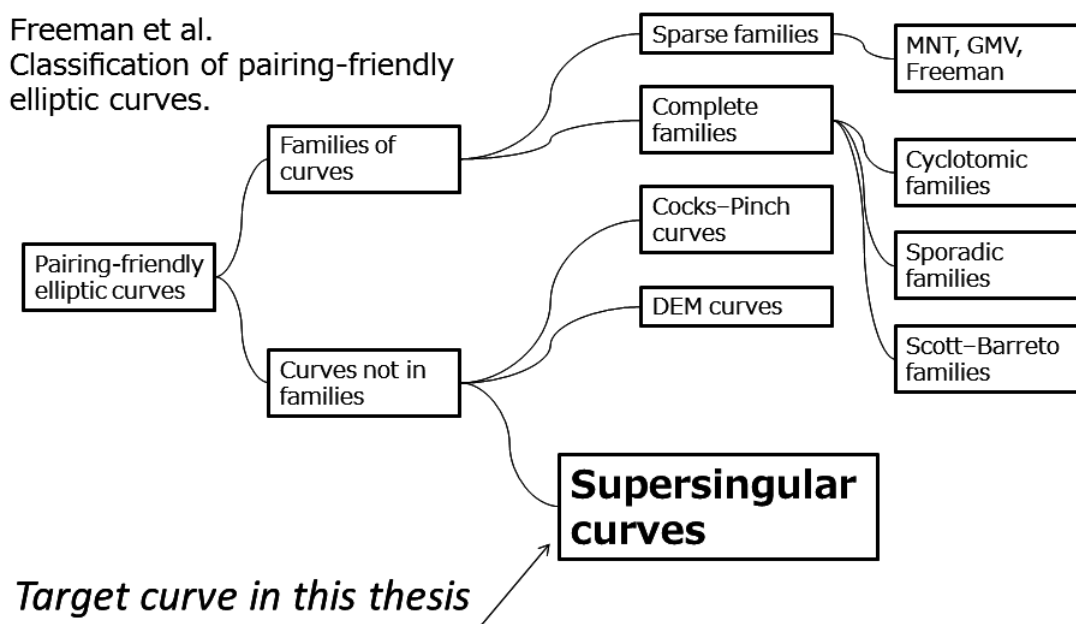 Freeman et al.
Classification of pairing-friendly
elliptic curves.
Pairing-friendly
elliptic curves
Families of
curves
Curves not in
families
Sparse families
Complete
families
Cocks–Pinch
curves
DEM curves
Supersingular
curves
MNT, GMV,
Freeman
Cyclotomic
families
Sporadic
families
Scott–Barreto
families
Target curve in this thesis